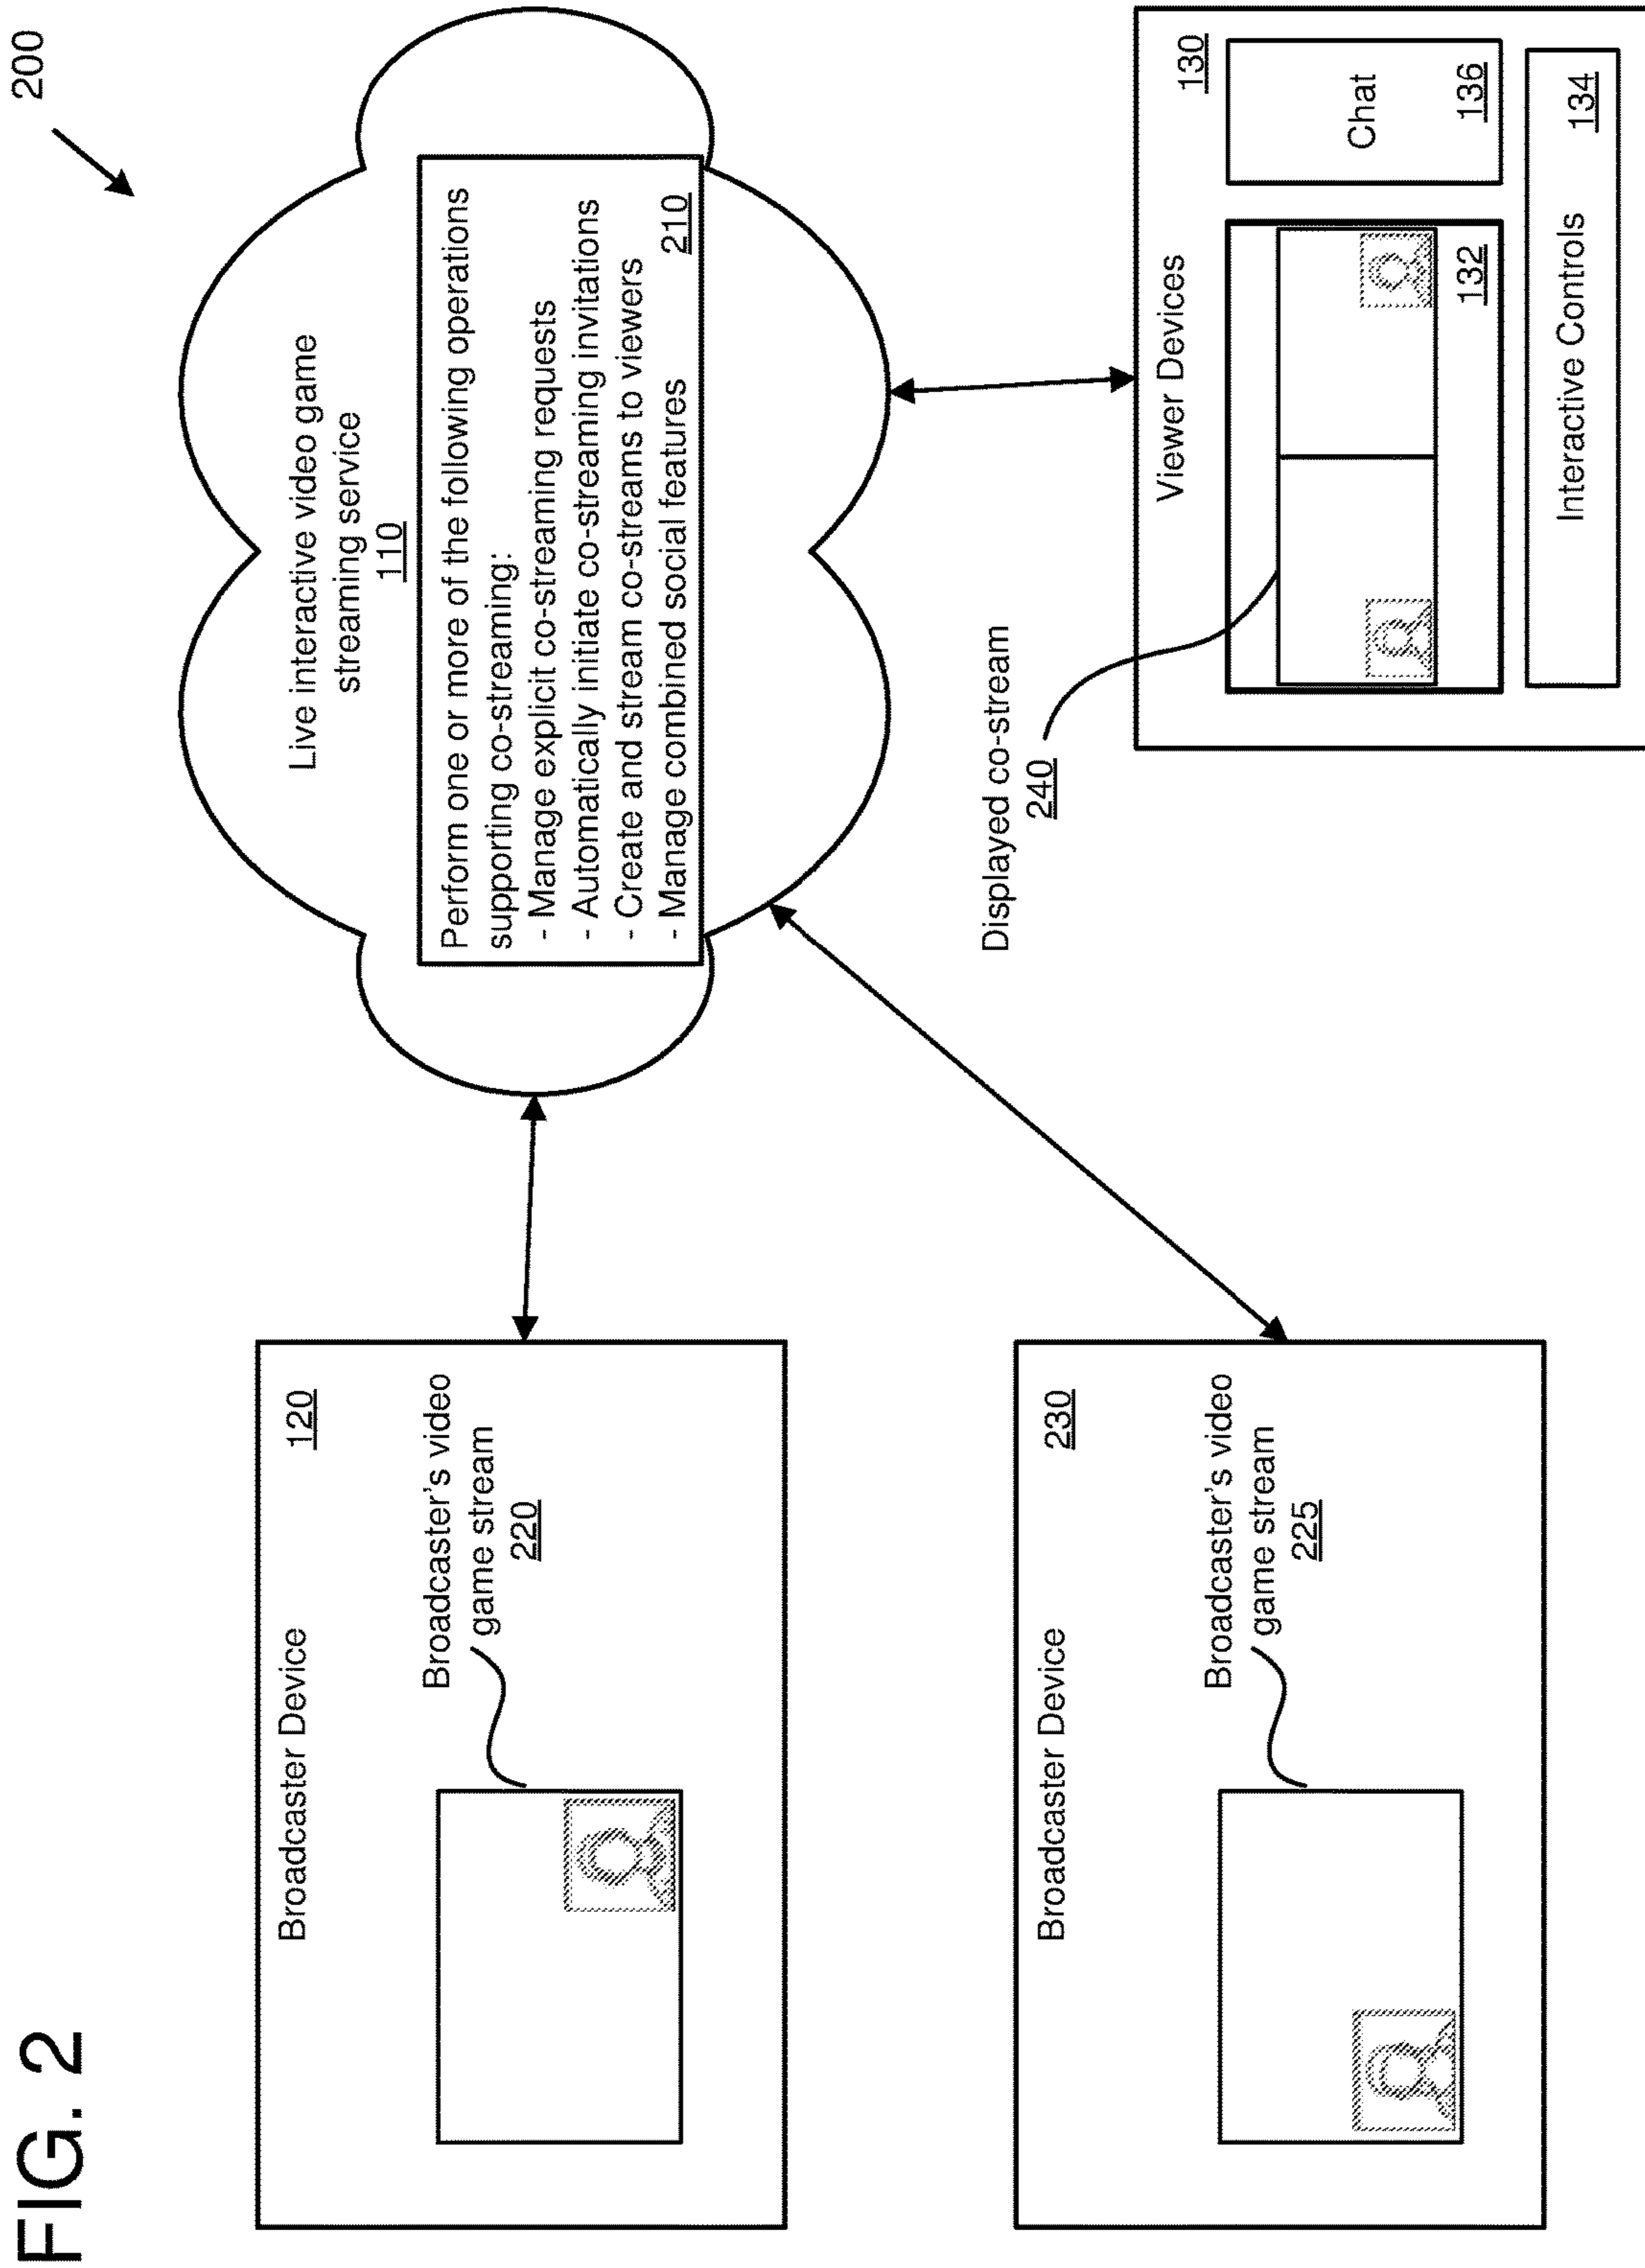 FIG. 2
200
Broadcaster Device
120
Broadcaster's video
game stream
220
Broadcaster Device
230
Broadcaster's video
game stream
225
Live interactive video game
streaming service
110
Perform one or more of the following operations
supporting co-streaming:
- Manage explicit co-streaming requests
- Automatically initiate co-streaming invitations
- Create and stream co-streams to viewers
- Manage combined social features
210
Displayed co-stream
240
Viewer Devices
130
132
Chat
136
Interactive Controls
134